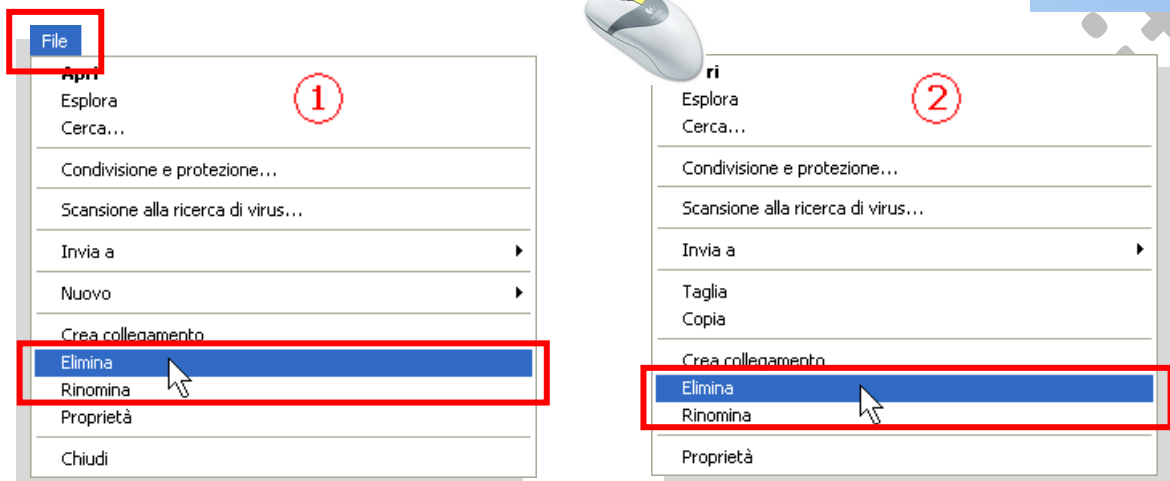 File
Apri
Esplora
Cerca...
Condivisione e protezione...
Scansione alla ricerca di virus...
Invia a
Nuovo
Crea collegamento
Elimina
Rinomina
Proprietà
Chiudi
1
ri
Esplora
Cerca...
Condivisione e protezione...
Scansione alla ricerca di virus...
Invia a
Taglia
Copia
Crea collegamento
Elimina
Rinomina
Proprietà
2